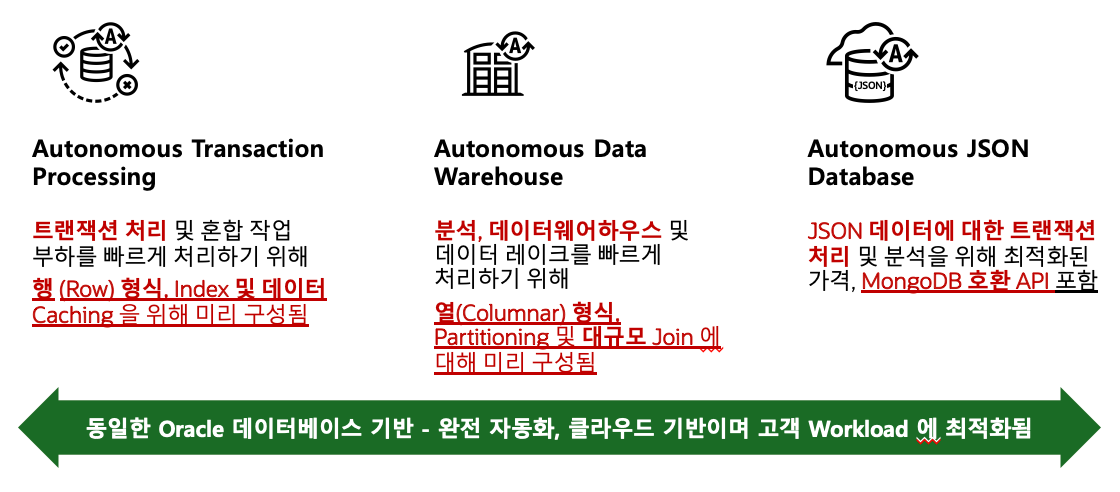 A
A
A
{JSON}
Autonomous Transaction
Processing
트랜잭션 처리 및 혼합 작업
부하를 빠르게 처리하기 위해
행 (Row) 형식, Index 및 데이터
Caching 을 위해 미리 구성됨
Autonomous Data
Warehouse
분석, 데이터웨어하우스 및
데이터 레이크를 빠르게
처리하기 위해
열(Columnar) 형식,
Partitioning 및 대규모 Join 에
대해 미리 구성됨
Autonomous JSON
Database
JSON 데이터에 대한 트랜잭션
처리 및 분석을 위해 최적화된
가격, MongoDB 호환 API 포함
동일한 Oracle 데이터베이스 기반 - 완전 자동화, 클라우드 기반이며 고객 Workload 에 최적화됨